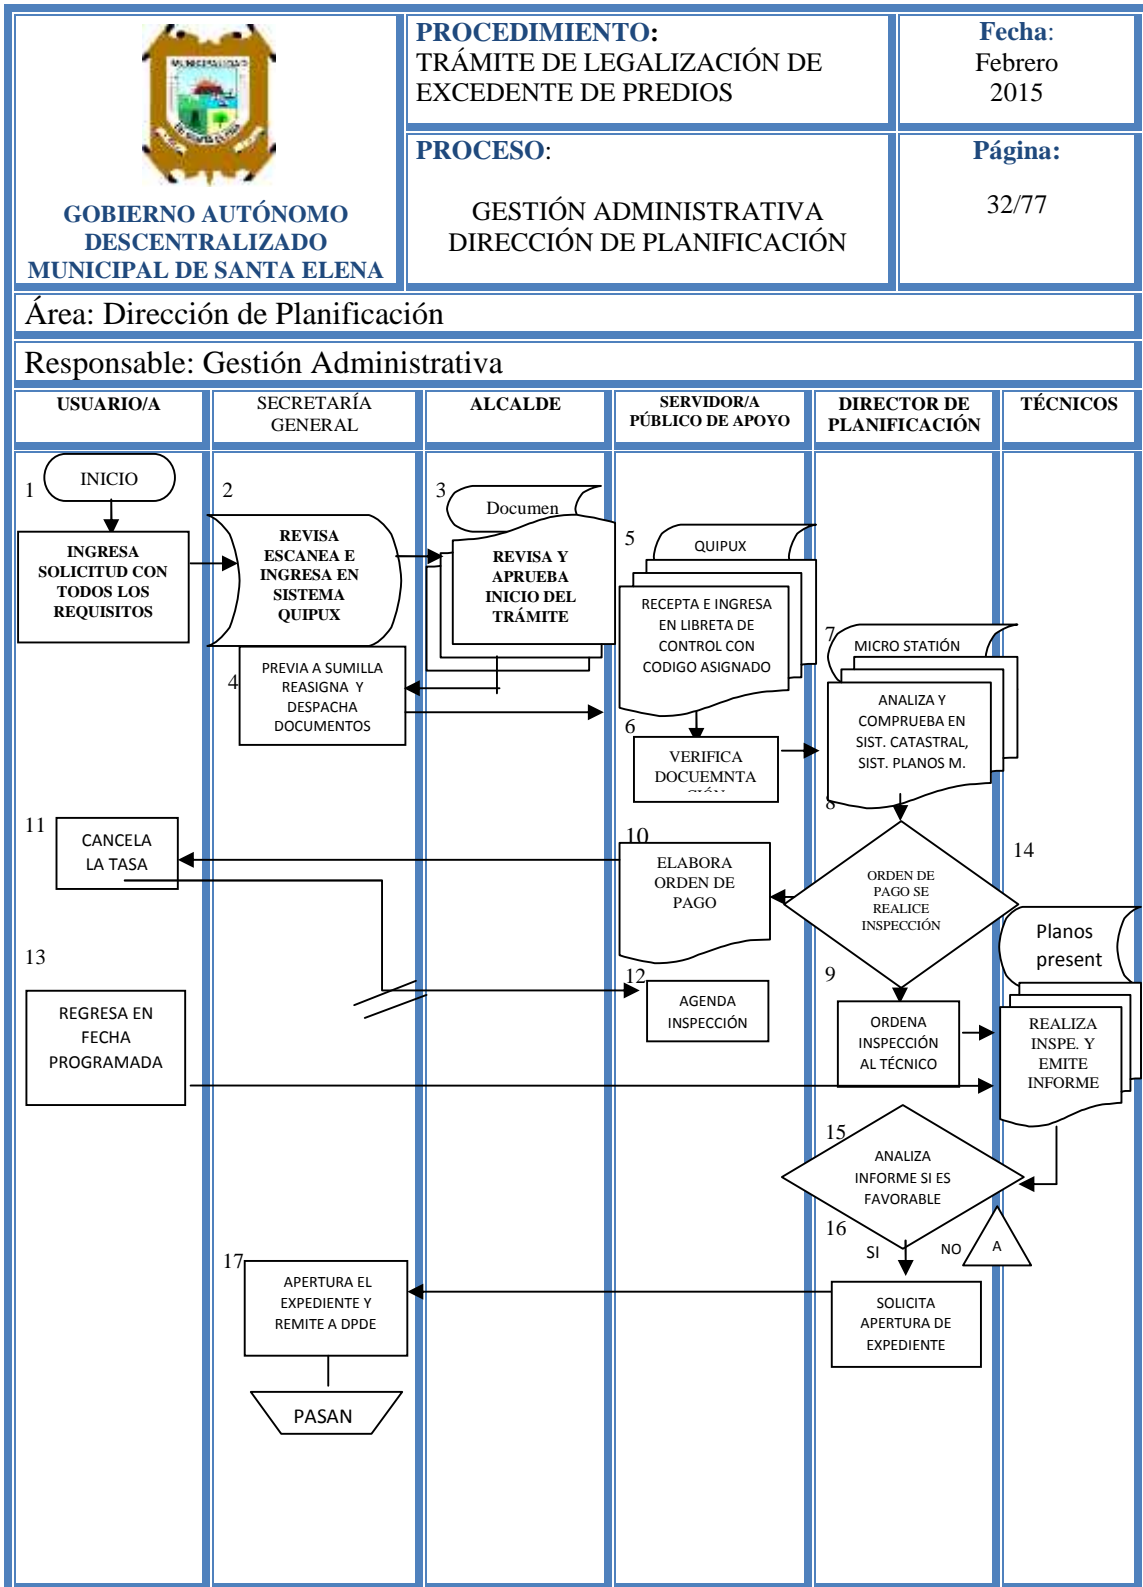 MUNICIPALIDAD
DE SANTA ELENA
GOBIERNO AUTÓNOMO
DESCENTRALIZADO
MUNICIPAL DE SANTA ELENA
PROCEDIMIENTO:
TRÁMITE DE LEGALIZACIÓN DE
EXCEDENTE DE PREDIOS
Fecha:
Febrero
2015
PROCESO:
GESTIÓN ADMINISTRATIVA
DIRECCIÓN DE PLANIFICACIÓN
Página:
32/77
Área: Dirección de Planificación
Responsable: Gestión Administrativa
USUARIO/A
SECRETARÍA
GENERAL
ALCALDE
SERVIDOR/A
PÚBLICO DE APOYO
DIRECTOR DE
PLANIFICACIÓN
TÉCNICOS
1
INICIO
INGRESA
SOLICITUD CON
TODOS LOS
REQUISITOS
2
REVISA
ESCANEA E
INGRESA EN
SISTEMA
QUIPUX
3
Documen
REVISA Y
APRUEBA
INICIO DEL
TRÁMITE
4
PREVIA A SUMILLA
REASIGNA Y
DESPACHA
DOCUMENTOS
5
QUIPUX
RECEPTA E INGRESA
EN LIBRETA DE
CONTROL CON
CODIGO ASIGNADO
6
VERIFICA
DOCUEMNTA
CIÓN
7
MICRO STATIÓN
ANALIZA Y
COMPRUEBA EN
SIST. CATASTRAL,
SIST. PLANOS M.
8
ORDEN DE
PAGO SE
REALICE
INSPECCIÓN
9
ORDENA
INSPECCIÓN
AL TÉCNICO
10
ELABORA
ORDEN DE
PAGO
11
CANCELA
LA TASA
12
AGENDA
INSPECCIÓN
13
REGRESA EN
FECHA
PROGRAMADA
14
Planos
present
REALIZA
INSPE. Y
EMITE
INFORME
15
ANALIZA
INFORME SI ES
FAVORABLE
16
SI
NO
A
SOLICITA
APERTURA DE
EXPEDIENTE
17
APERTURA EL
EXPEDIENTE Y
REMITE A DPDE
PASAN